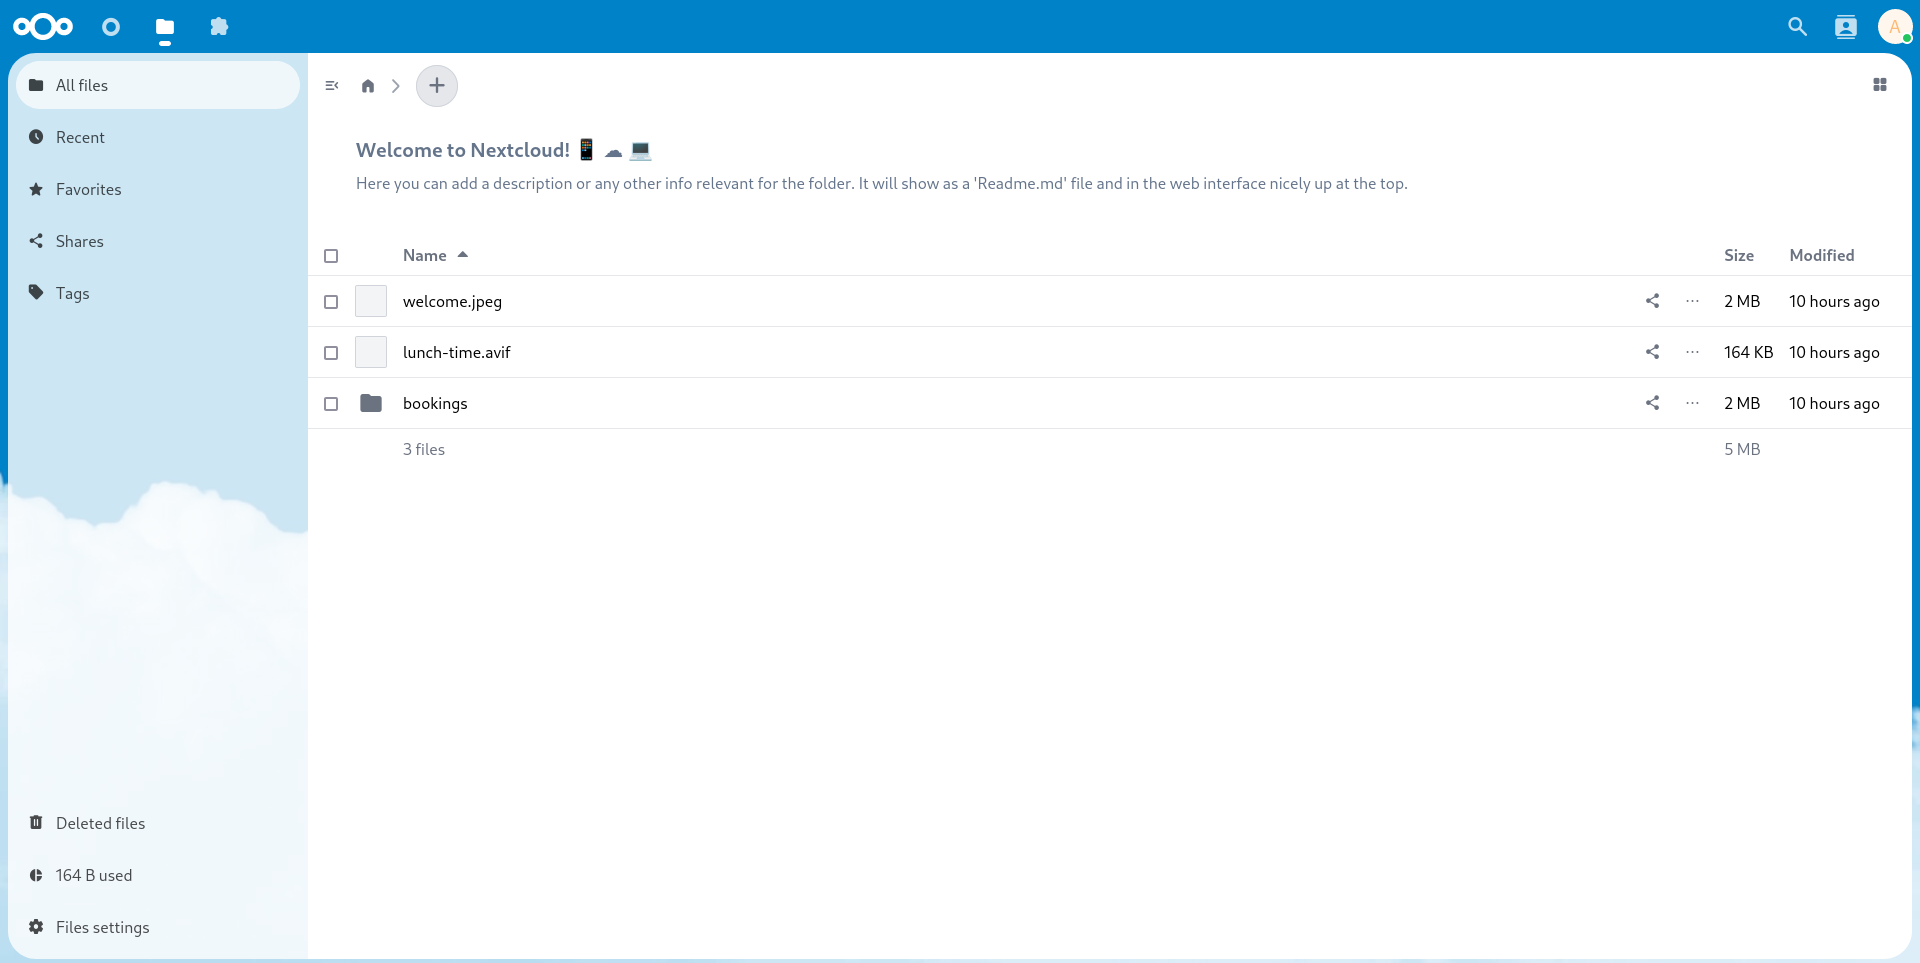 A
All files
Recent
Favorites
Shares
Tags
Deleted files
164 B used
Files settings
Welcome to Nextcloud! 📱 ☁ 💻
Here you can add a description or any other info relevant for the folder. It will show as a 'Readme.md' file and in the web interface nicely up at the top.
Name Size Modified
welcome.jpeg 2 MB 10 hours ago
lunch-time.avif 164 KB 10 hours ago
bookings 2 MB 10 hours ago
3 files 5 MB